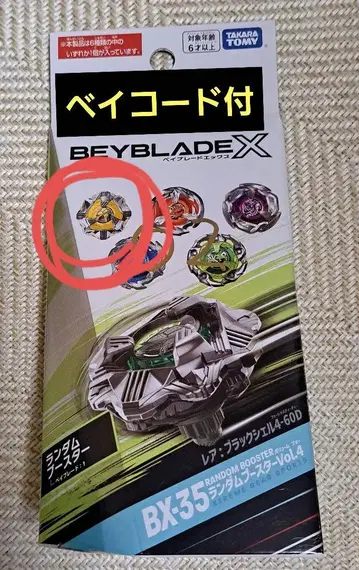 ※本製品は6種類の中の
いずれか1個が入っています。
対象年齢
6才以上
TAKARA
TOMY
ベイコード付
BEYBLADE X
ベイブレードエックス
ランダム
ブースター
レア：ブラックシェル4-60D
BX-35
RANDOM BOOSTER
ランダムブースターVol.4
XTREME GEAR SPORTS